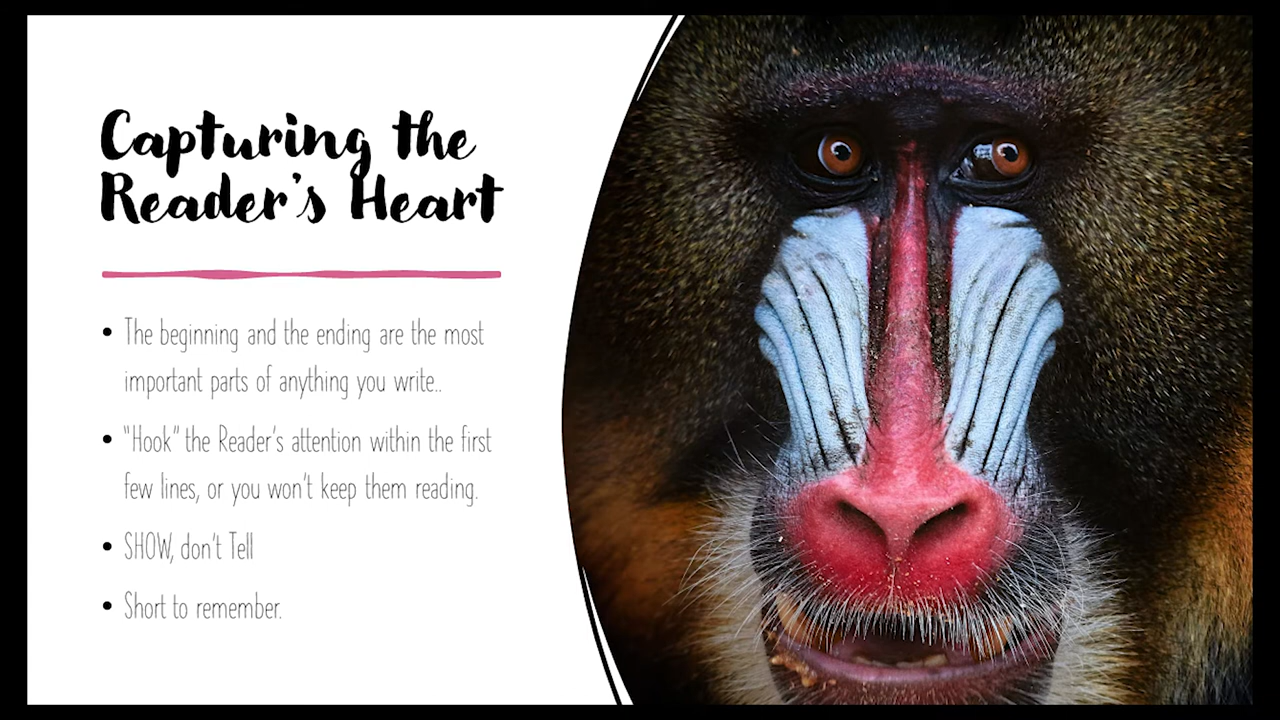 Capturing the
Reader's Heart
• The beginning and the ending are the most
important parts of anything you write..
• "Hook" the Reader's attention within the first
few lines, or you won't keep them reading.
• SHOW, don't Tell
• Short to remember.